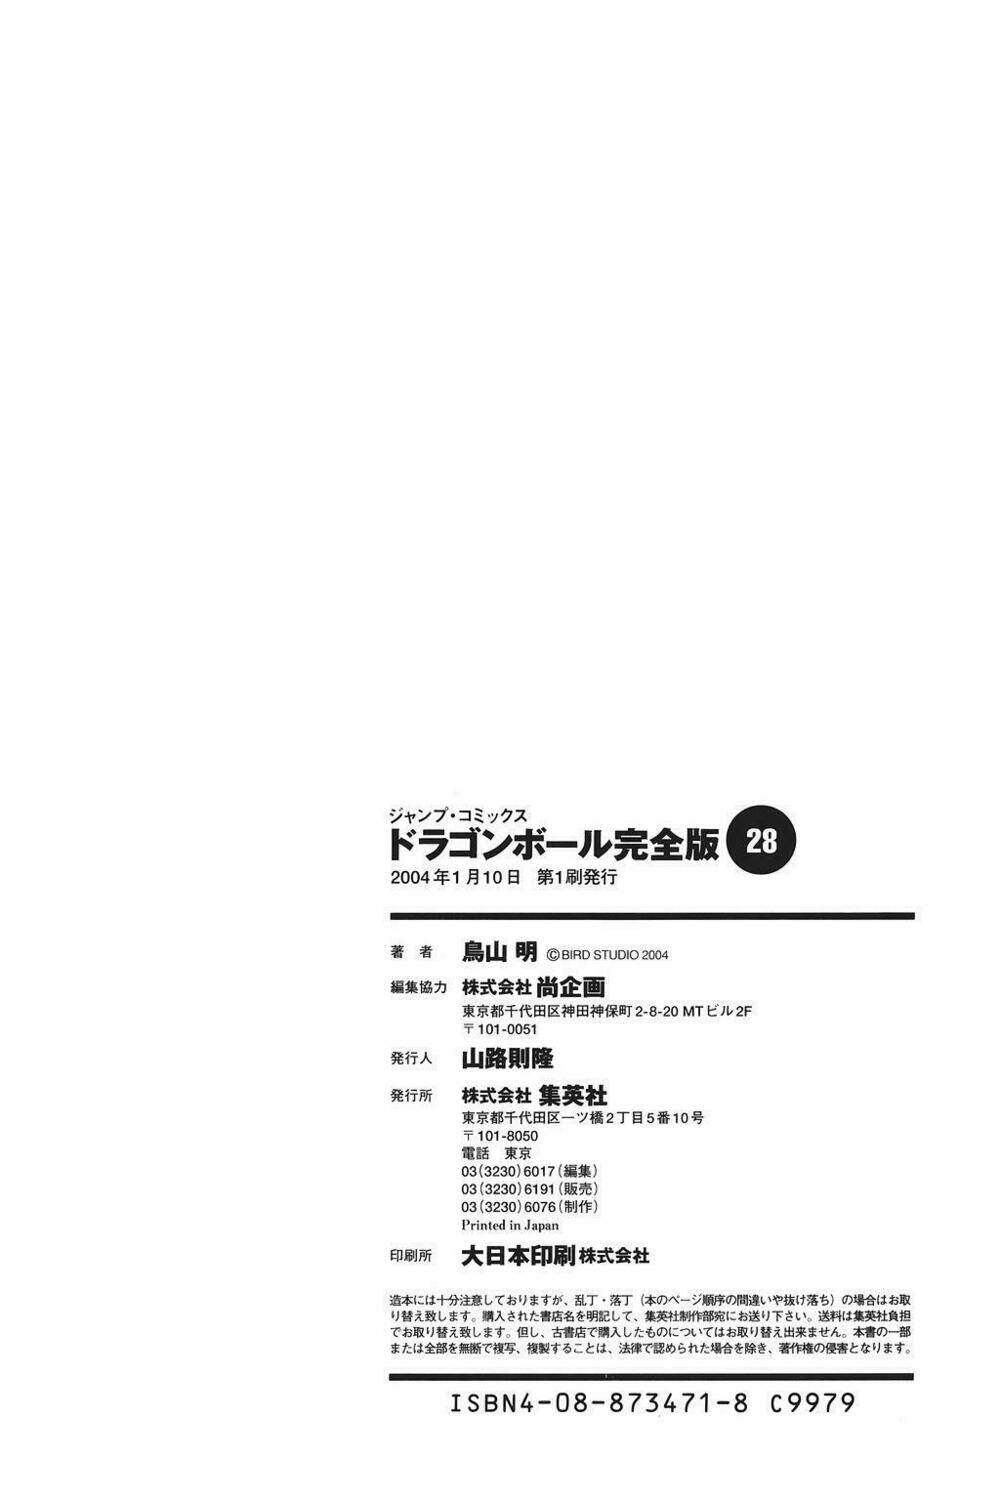 ジャンプ・コミックス
ドラゴンボール完全版 28
2004年1月10日 第1刷発行
著者 鳥山 明 ©BIRD STUDIO 2004
編集協力 株式会社 尚企画
東京都千代田区神田神保町2-8-20 MTビル2F
〒101-0051
発行人 山路則隆
発行所 株式会社 集英社
東京都千代田区一ツ橋2丁目5番10号
〒101-8050
電話 東京
03(3230)6017(編集)
03(3230)6191(販売)
03(3230)6076(制作)
Printed in Japan
印刷所 大日本印刷株式会社
造本には十分注意しておりますが、乱丁・落丁(本のページ順序の間違いや抜け落ち)の場合はお取
り替え致します。購入された書店名を明記して、集英社制作部宛にお送り下さい。送料は集英社負担
でお取り替え致します。但し、古書店で購入したものについてはお取り替え出来ません。本書の一部
または全部を無断で複写、複製することは、法律で認められた場合を除き、著作権の侵害となります。
ISBN4-08-873471-8 C9979